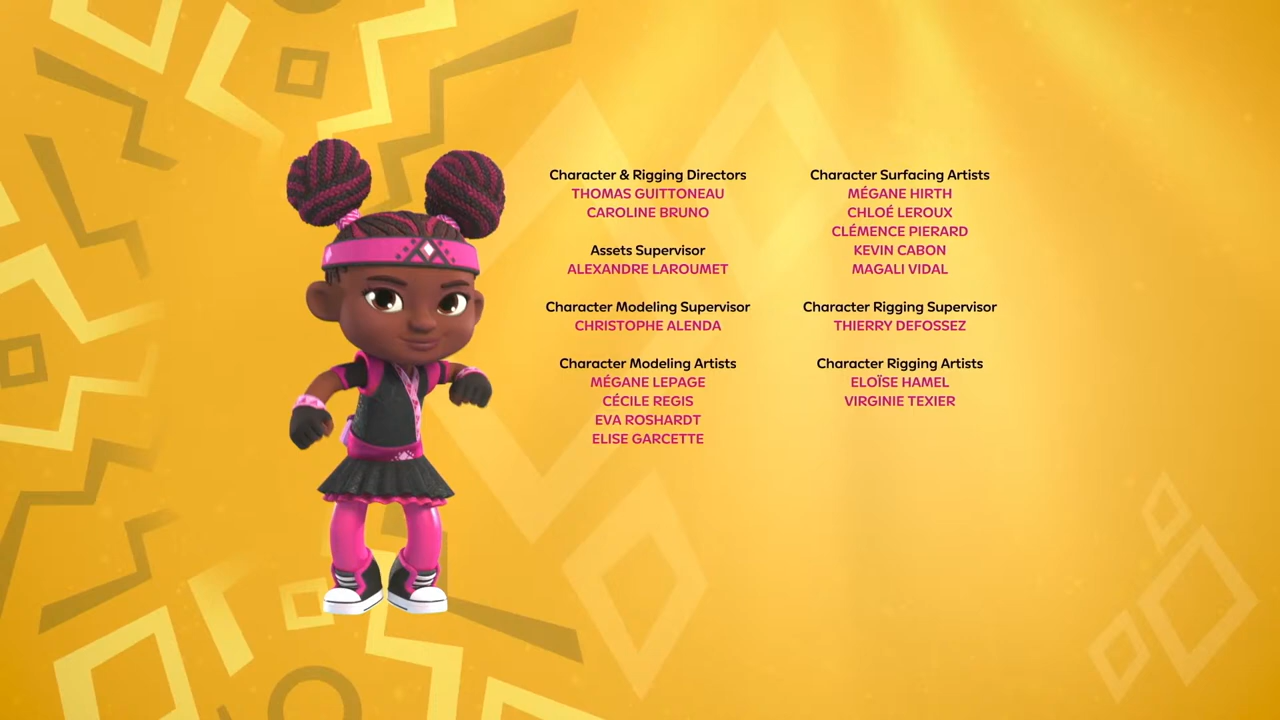 Character & Rigging Directors
THOMAS GUITTONEAU
CAROLINE BRUNO
Assets Supervisor
ALEXANDRE LAROUMET
Character Modeling Supervisor
CHRISTOPHE ALENDA
Character Modeling Artists
MÉGANE LEPAGE
CÉCILE REGIS
EVA ROSHARDT
ELISE GARCETTE
Character Surfacing Artists
MÉGANE HIRTH
CHLOÉ LEROUX
CLÉMENCE PIERARD
KEVIN CABON
MAGALI VIDAL
Character Rigging Supervisor
THIERRY DEFOSSEZ
Character Rigging Artists
ELOÏSE HAMEL
VIRGINIE TEXIER